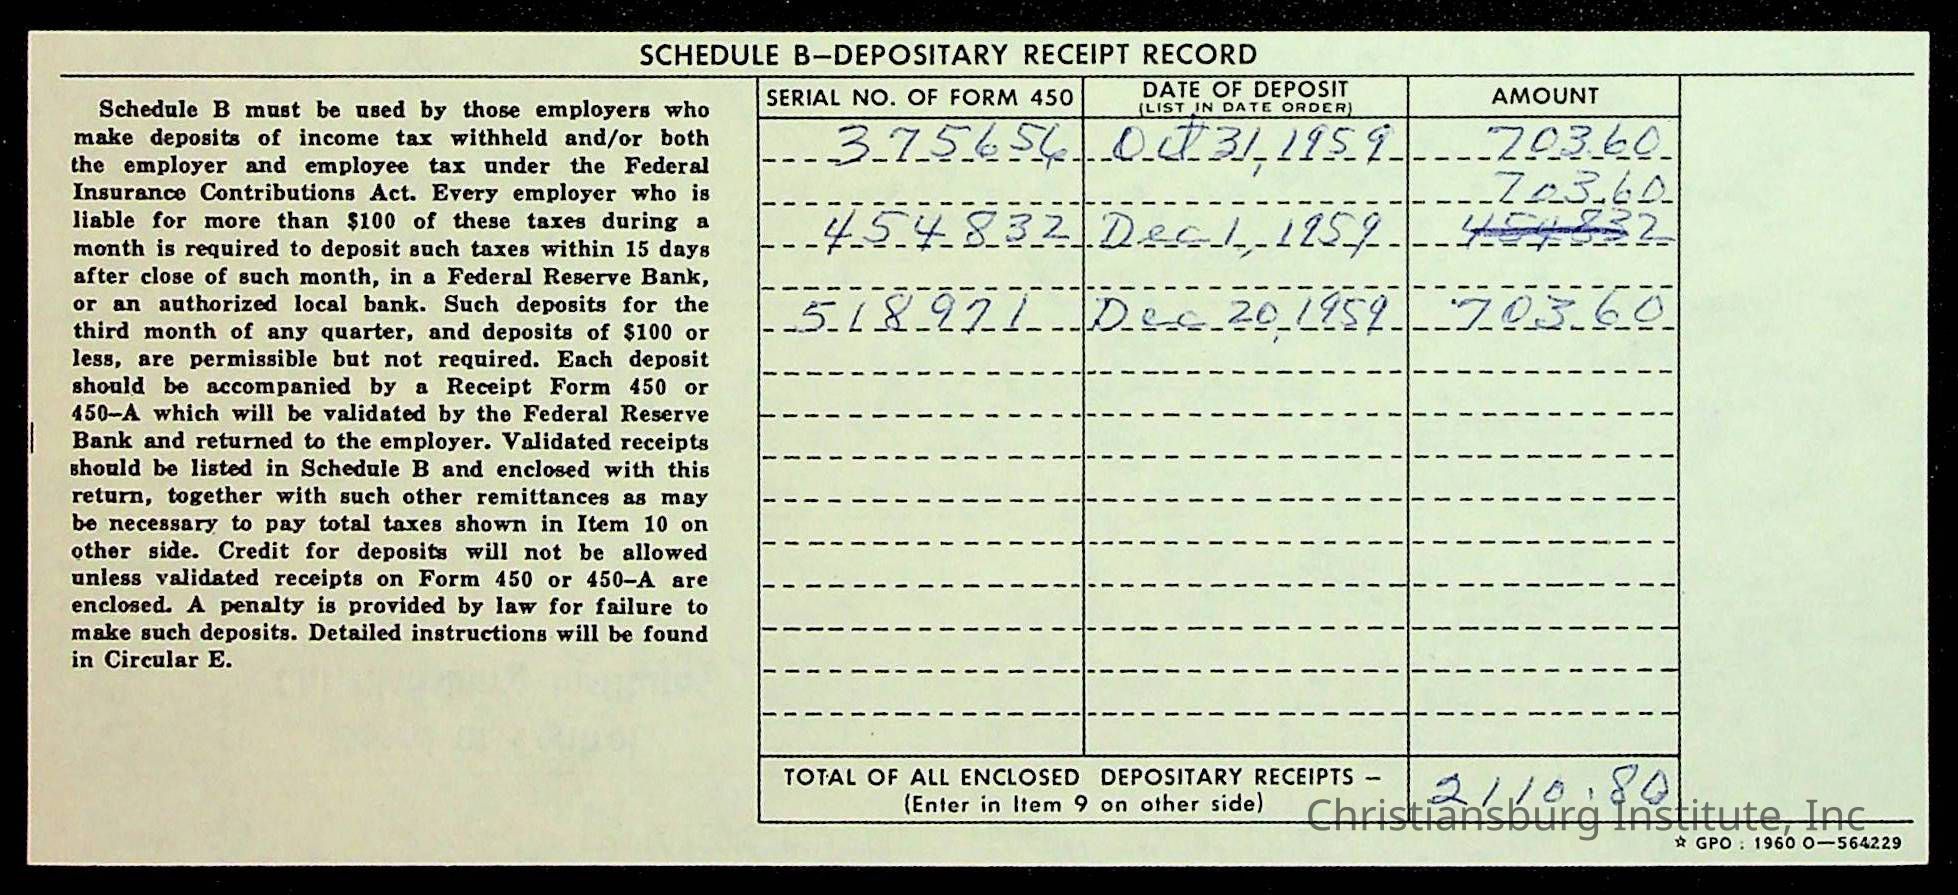 SCHEDULE B—DEPOSITARY RECEIPT RECORD
Schedule B must be used by those employers who
make deposits of income tax withheld and/or both
the employer and employee tax under the Federal
Insurance Contributions Act. Every employer who is
liable for more than $100 of these taxes during a
month is required to deposit such taxes within 15 days
after close of such month, in a Federal Reserve Bank,
or an authorized local bank. Such deposits for the
third month of any quarter, and deposits of $100 or
less, are permissible but not required. Each deposit
should be accompanied by a Receipt Form 450 or
450–A which will be validated by the Federal Reserve
Bank and returned to the employer. Validated receipts
should be listed in Schedule B and enclosed with this
return, together with such other remittances as may
be necessary to pay total taxes shown in Item 10 on
other side. Credit for deposits will not be allowed
unless validated receipts on Form 450 or 450–A are
enclosed. A penalty is provided by law for failure to
make such deposits. Detailed instructions will be found
in Circular E.
SERIAL NO. OF FORM 450 DATE OF DEPOSIT AMOUNT
(LIST IN DATE ORDER)
375656 Oct 31, 1959 703.60
703.60
454832 Dec 1, 1959 454832
518971 Dec 20, 1959 703.60
TOTAL OF ALL ENCLOSED DEPOSITARY RECEIPTS — 2110.80
(Enter in Item 9 on other side)
Christiansburg Institute, Inc
☆ GPO : 1960 O—564229